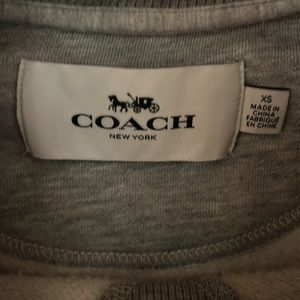 COACH
NEW YORK
XS
MADE IN
CHINA
FABRIQUÉ
EN CHINE